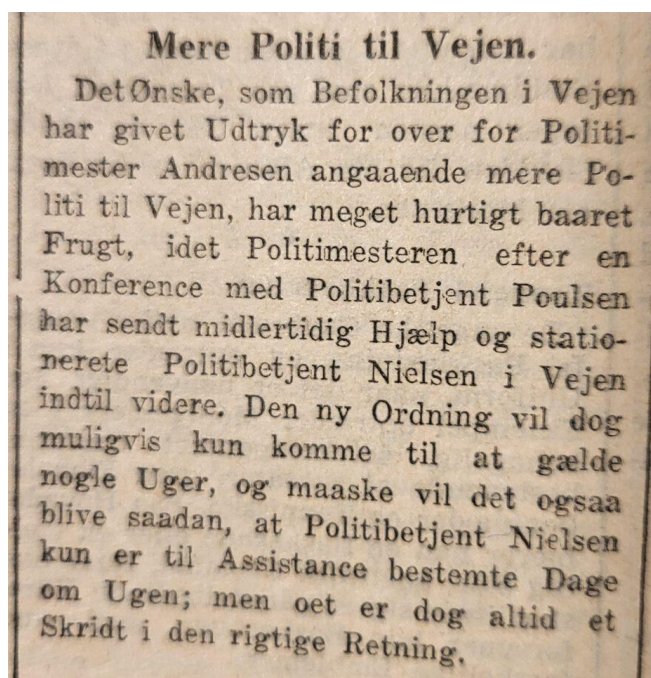 Mere Politi til Vejen.
Det Ønske, som Befolkningen i Vejen
har givet Udtryk for over for Politi-
mester Andresen angaaende mere Po-
liti til Vejen, har meget hurtigt baaret
Frugt, idet Politimesteren efter en
Konference med Politibetjent Poulsen
har sendt midlertidig Hjælp og statio-
nerete Politibetjent Nielsen i Vejen
indtil videre. Den ny Ordning vil dog
muligvis kun komme til at gælde
nogle Uger, og maaske vil det ogsaa
blive saadan, at Politibetjent Nielsen
kun er til Assistance bestemte Dage
om Ugen; men oet er dog altid et
Skridt i den rigtige Retning.